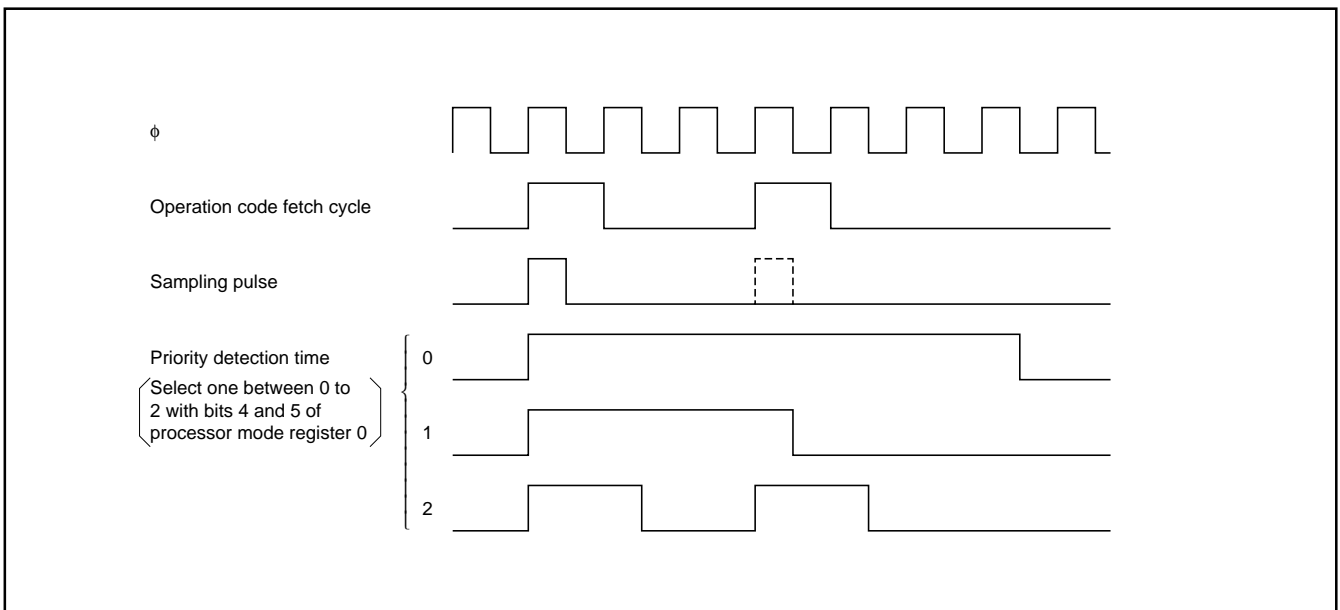 ϕ
Operation code fetch cycle
Sampling pulse
Priority detection time
Select one between 0 to
2 with bits 4 and 5 of
processor mode register 0
0
1
2